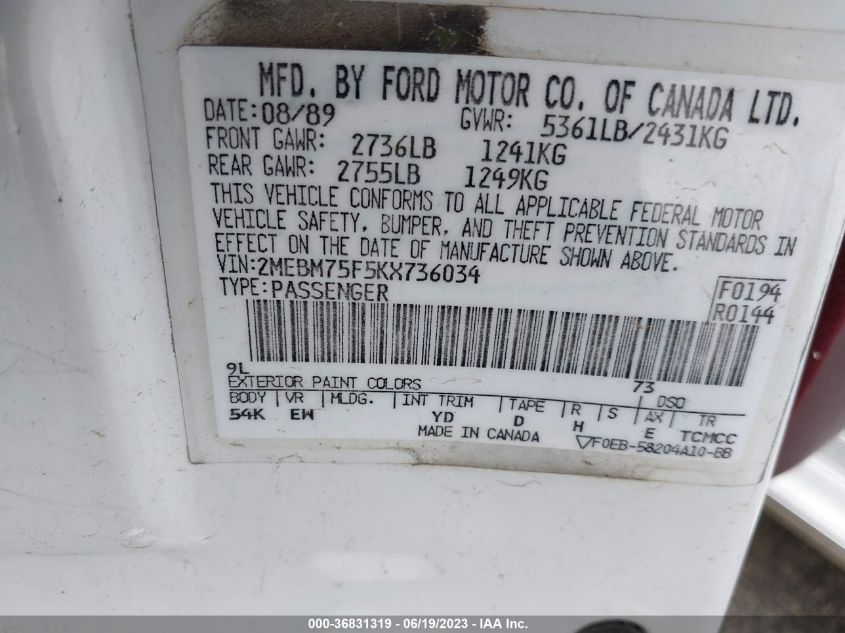 MFD. BY FORD MOTOR CO. OF CANADA LTD.
DATE: 08/89 GVWR: 5361LB/2431KG
FRONT GAWR: 2736LB 1241KG
REAR GAWR: 2755LB 1249KG
THIS VEHICLE CONFORMS TO ALL APPLICABLE FEDERAL MOTOR
VEHICLE SAFETY, BUMPER, AND THEFT PREVENTION STANDARDS IN
EFFECT ON THE DATE OF MANUFACTURE SHOWN ABOVE.
VIN:2MEBM75F5KX736034
TYPE:PASSENGER
F0194
R0144
9L 73
EXTERIOR PAINT COLORS DSO
BODY VR MLDG. INT TRIM TAPE R S AX TR
54K EW YD D H E TCMCC
MADE IN CANADA F0EB-58204A10-BB
000-36831319 - 06/19/2023 - IAA Inc.